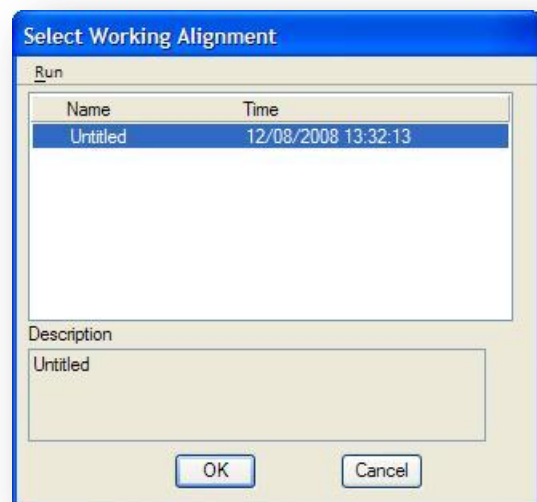 Select Working Alignment
Run
Name Time
Untitled 12/08/2008 13:32:13
Description
Untitled
OK Cancel